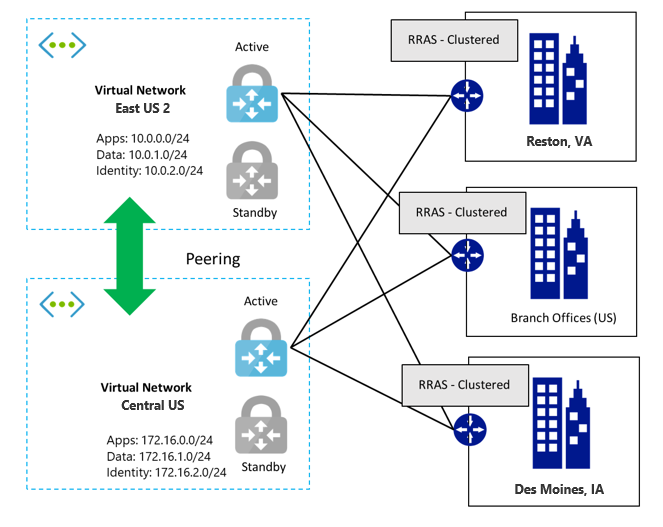 Active
Virtual Network
East US 2
Apps: 10.0.0.0/24
Data: 10.0.1.0/24
Identity: 10.0.2.0/24
Standby
Peering
Active
Virtual Network
Central US
Apps: 172.16.0.0/24
Data: 172.16.1.0/24
Identity: 172.16.2.0/24
Standby
RRAS - Clustered
Reston, VA
RRAS - Clustered
Branch Offices (US)
RRAS - Clustered
Des Moines, IA